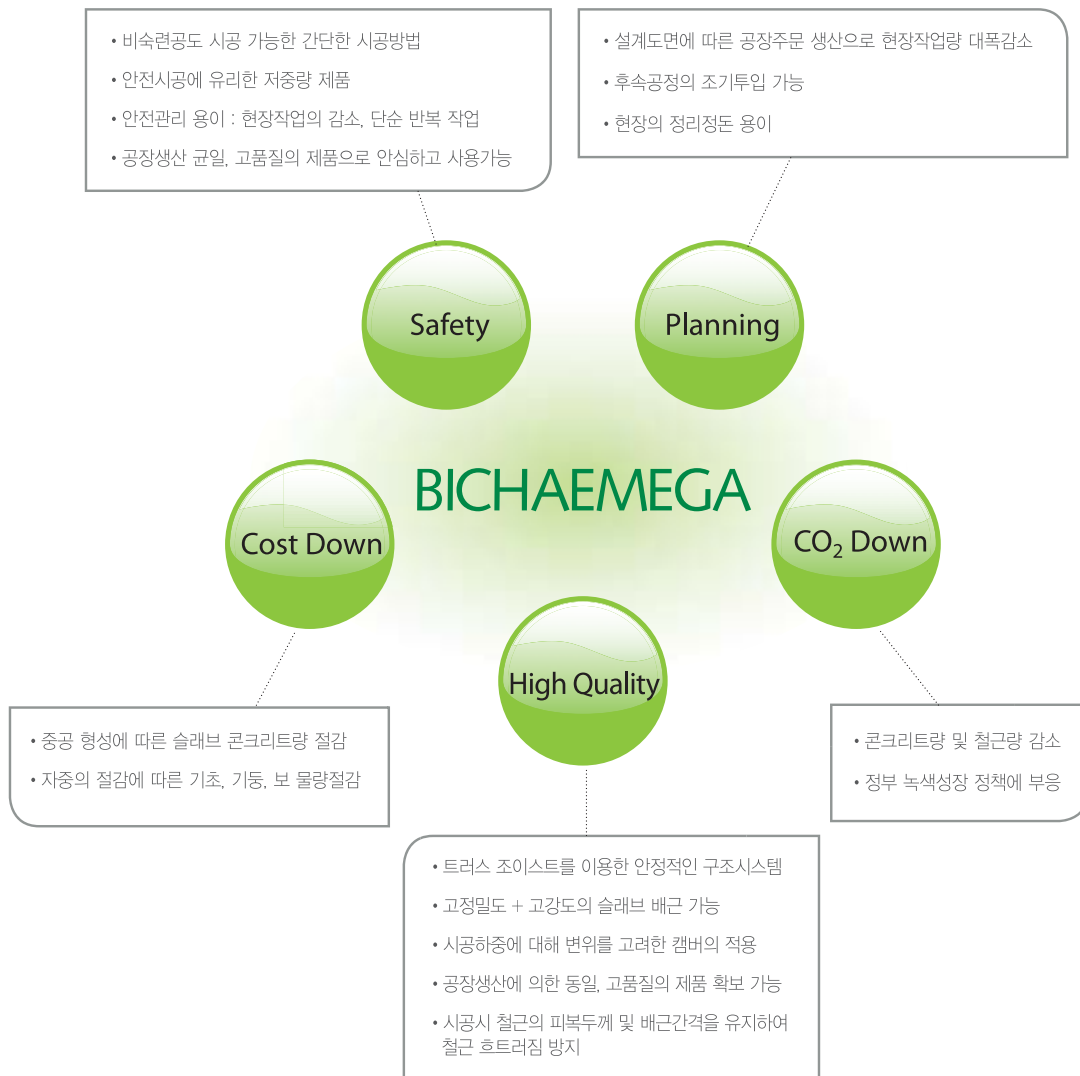 • 비숙련공도 시공 가능한 간단한 시공방법
• 안전시공에 유리한 저중량 제품
• 안전관리 용이 : 현장작업의 감소, 단순 반복 작업
• 공장생산 균일, 고품질의 제품으로 안심하고 사용가능
• 설계도면에 따른 공장주문 생산으로 현장작업량 대폭감소
• 후속공정의 조기투입 가능
• 현장의 정리정돈 용이
Safety
Planning
BICHAEMEGA
Cost Down
CO₂ Down
High Quality
• 중공 형성에 따른 슬래브 콘크리트량 절감
• 자중의 절감에 따른 기초, 기둥, 보 물량절감
• 콘크리트량 및 철근량 감소
• 정부 녹색성장 정책에 부응
• 트러스 조이스트를 이용한 안정적인 구조시스템
• 고정밀도 + 고강도의 슬래브 배근 가능
• 시공하중에 대해 변위를 고려한 캠버의 적용
• 공장생산에 의한 동일, 고품질의 제품 확보 가능
• 시공시 철근의 피복두께 및 배근간격을 유지하여
철근 흐트러짐 방지